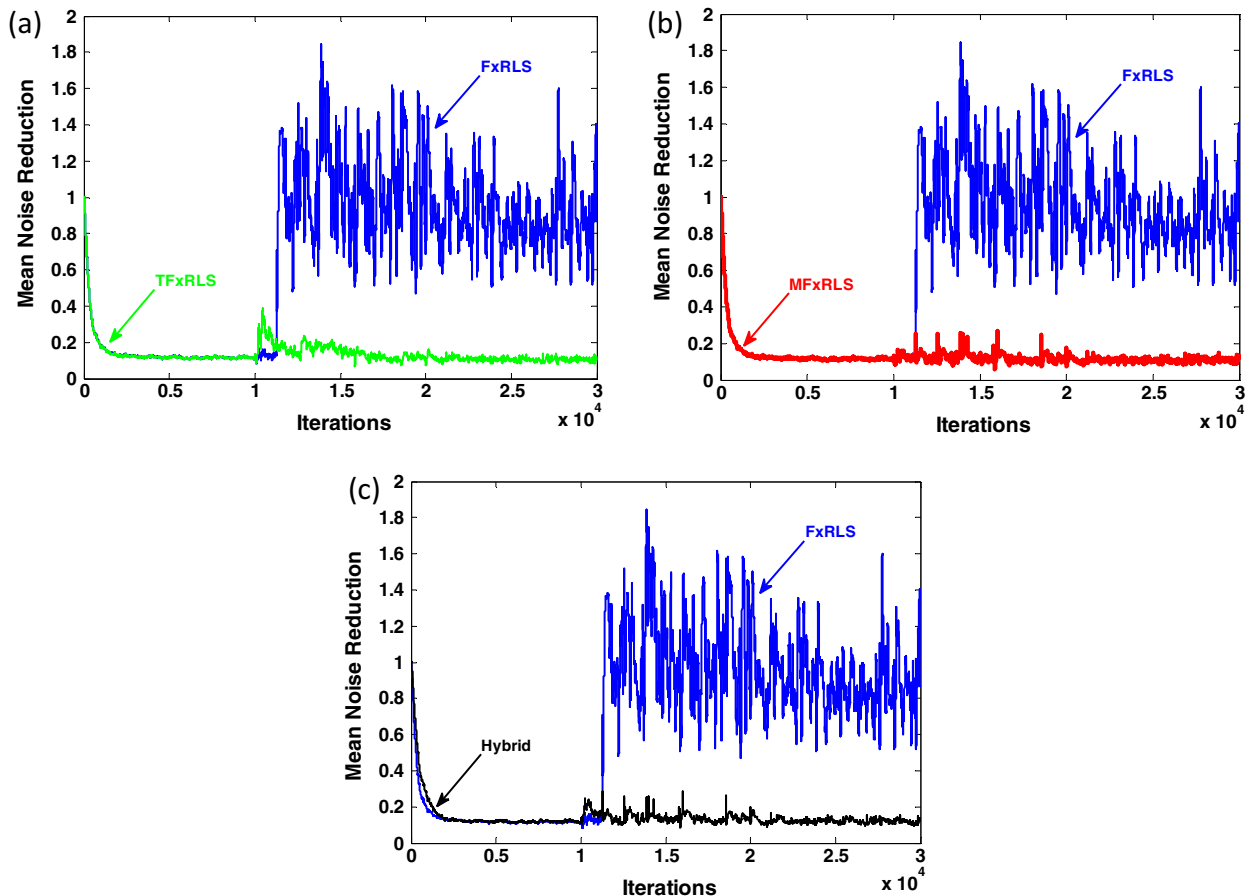 (a)
2
1.8
1.6
1.4
1.2
1
0.8
0.6
0.4
0.2
0
Mean Noise Reduction
FxRLS
TFxRLS
0 0.5 1 1.5 2 2.5 3
x 10^4
Iterations
(b)
2
1.8
1.6
1.4
1.2
1
0.8
0.6
0.4
0.2
0
Mean Noise Reduction
FxRLS
MFxRLS
0 0.5 1 1.5 2 2.5 3
x 10^4
Iterations
(c)
2
1.8
1.6
1.4
1.2
1
0.8
0.6
0.4
0.2
0
Mean Noise Reduction
FxRLS
Hybrid
0 0.5 1 1.5 2 2.5 3
x 10^4
Iterations